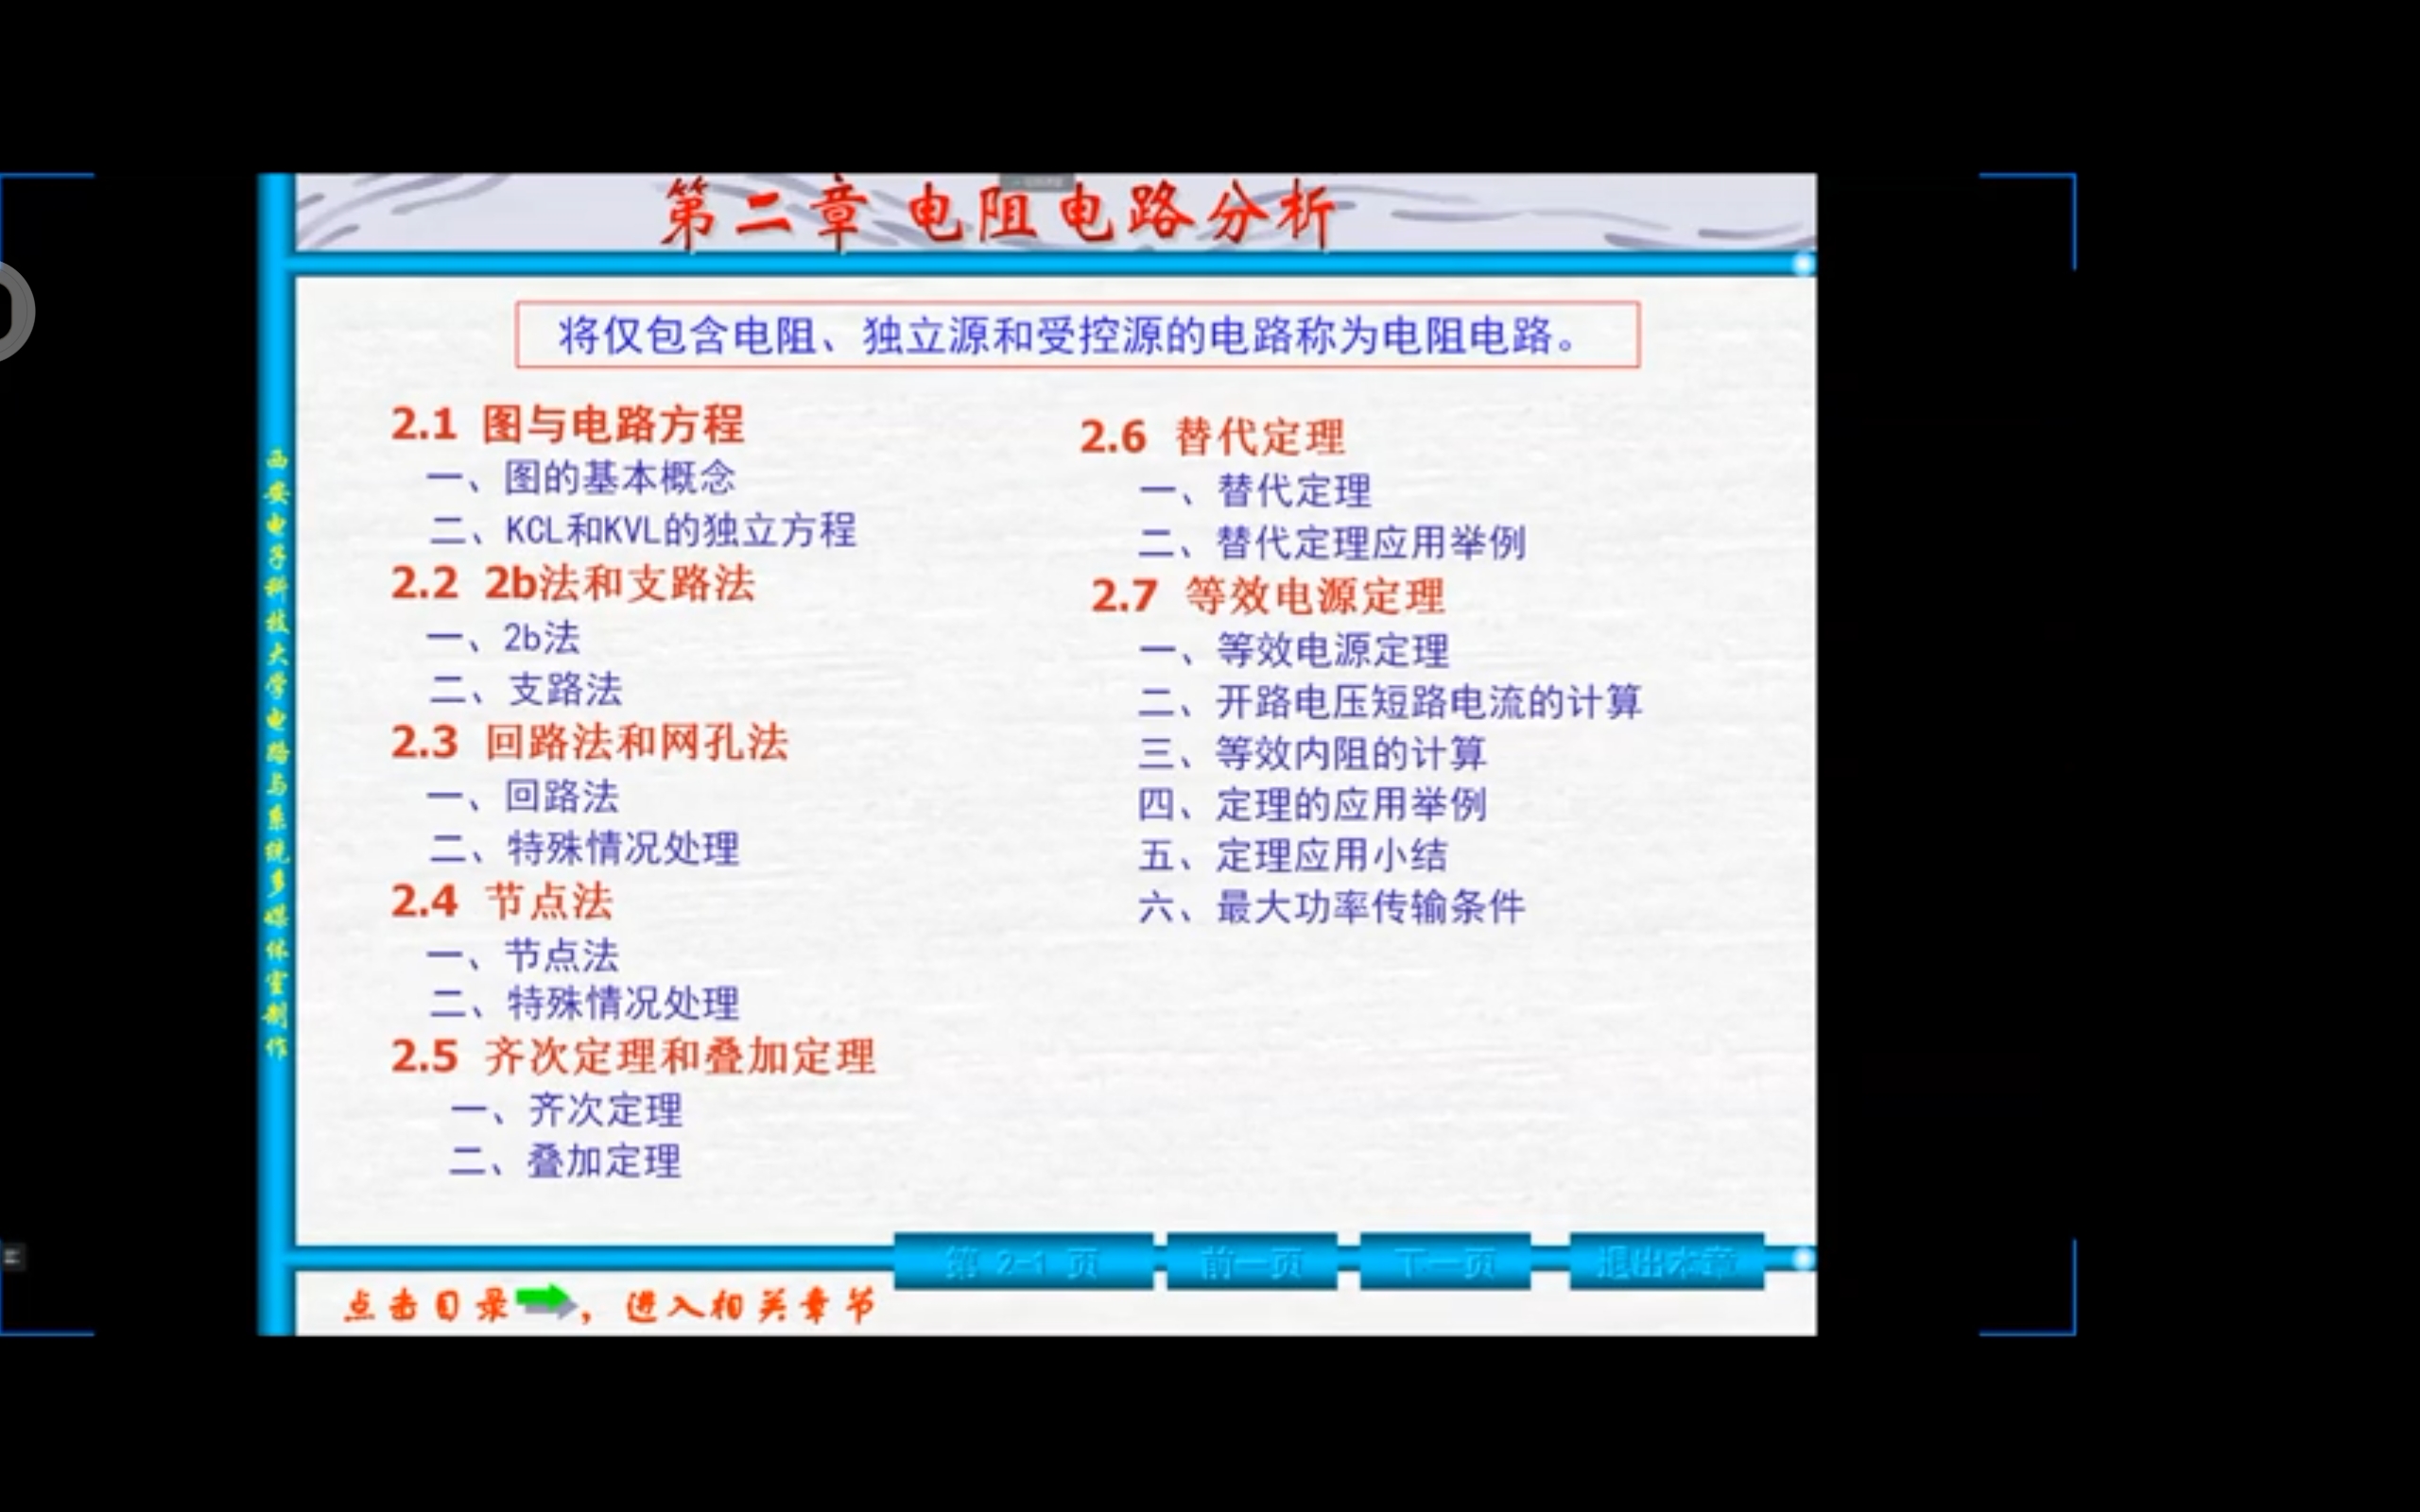 第二章 电阻电路分析
将仅包含电阻、独立源和受控源的电路称为电阻电路。
2.1 图与电路方程
一、图的基本概念
二、KCL和KVL的独立方程
2.2 2b法和支路法
一、2b法
二、支路法
2.3 回路法和网孔法
一、回路法
二、特殊情况处理
2.4 节点法
一、节点法
二、特殊情况处理
2.5 齐次定理和叠加定理
一、齐次定理
二、叠加定理
2.6 替代定理
一、替代定理
二、替代定理应用举例
2.7 等效电源定理
一、等效电源定理
二、开路电压短路电流的计算
三、等效内阻的计算
四、定理的应用举例
五、定理应用小结
六、最大功率传输条件
西安电子科技大学电路与系统多媒体室制作
第 2-1 页
前一页
下一页
退出本章
点击目录，进入相关章节